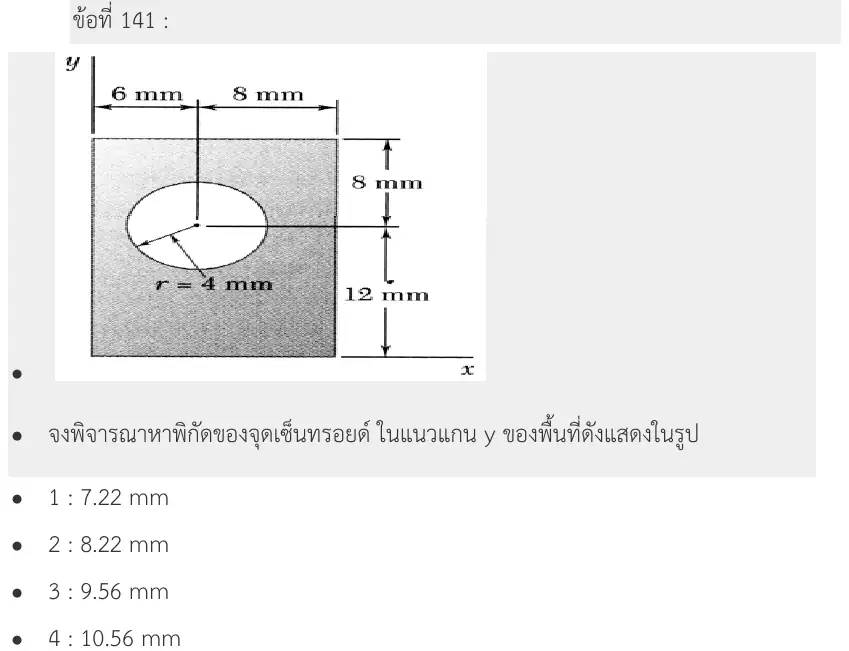 ข้อที่ 141 :
y
6 mm 8 mm
8 mm
r = 4 mm
12 mm
x
จงพิจารณาหาพิกัดของจุดเซ็นทรอยด์ ในแนวแกน y ของพื้นที่ดังแสดงในรูป
1 : 7.22 mm
2 : 8.22 mm
3 : 9.56 mm
4 : 10.56 mm